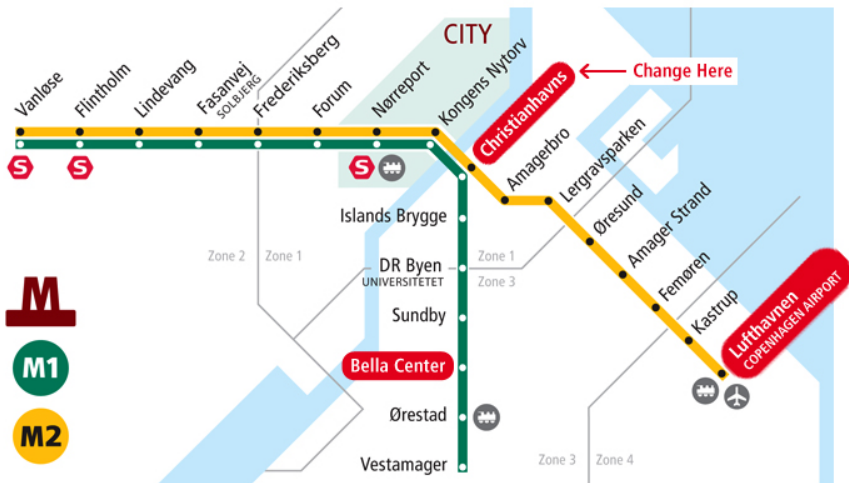 CITY
Vanløse
Flintholm
Lindevang
Fasanvej
SOLBJERG
Frederiksberg
Forum
Nørreport
Kongens Nytorv
Christianhavns
Change Here
Amagerbro
Lergravsparken
Øresund
Amager Strand
Femøren
Kastrup
Lufthavnen
COPENHAGEN AIRPORT
S
S
S
Islands Brygge
Zone 2
Zone 1
DR Byen
UNIVERSITETET
Zone 1
Zone 3
Sundby
Bella Center
Ørestad
Vestamager
Zone 3
Zone 4
M
M1
M2